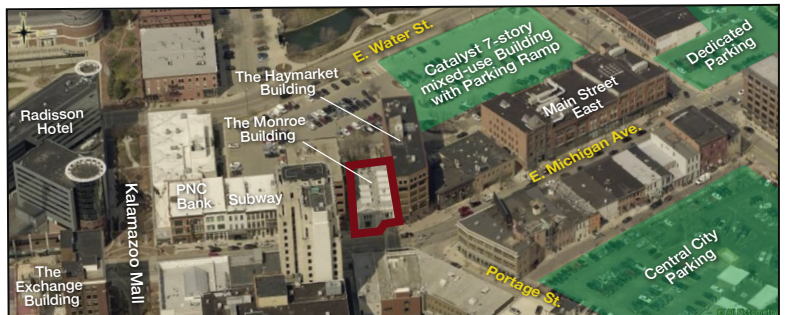 E. Water St.
Catalyst 7-story
mixed-use Building
with Parking Ramp
Dedicated
Parking
The Haymarket
Building
Radisson
Hotel
The Monroe
Building
Main Street
East
E. Michigan Ave.
PNC
Bank
Subway
Kalamazoo Mall
The
Exchange
Building
Portage St.
Central City
Parking